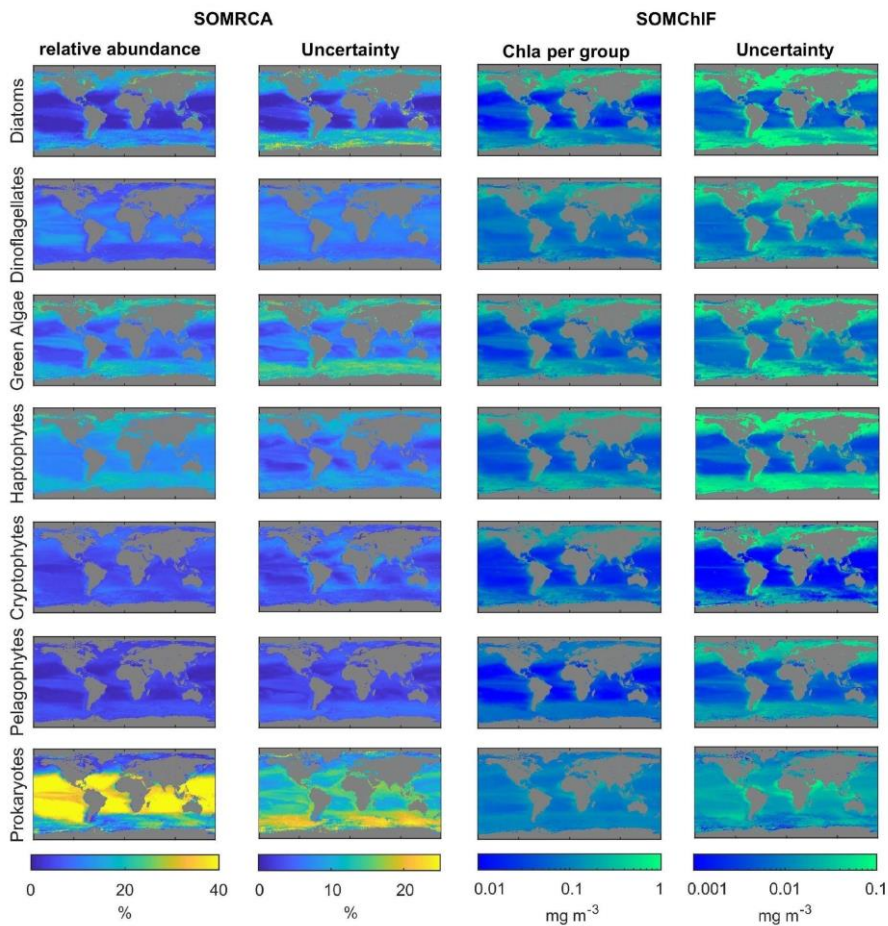 SOMRCA SOMChlF
relative abundance Uncertainty Chla per group Uncertainty
Diatoms
Dinoflagellates
Green Algae
Haptophytes
Cryptophytes
Pelagophytes
Prokaryotes
0 20 40 0 20 0.01 0.1 1 0.001 0.01 0.1
% % mg m⁻³ mg m⁻³